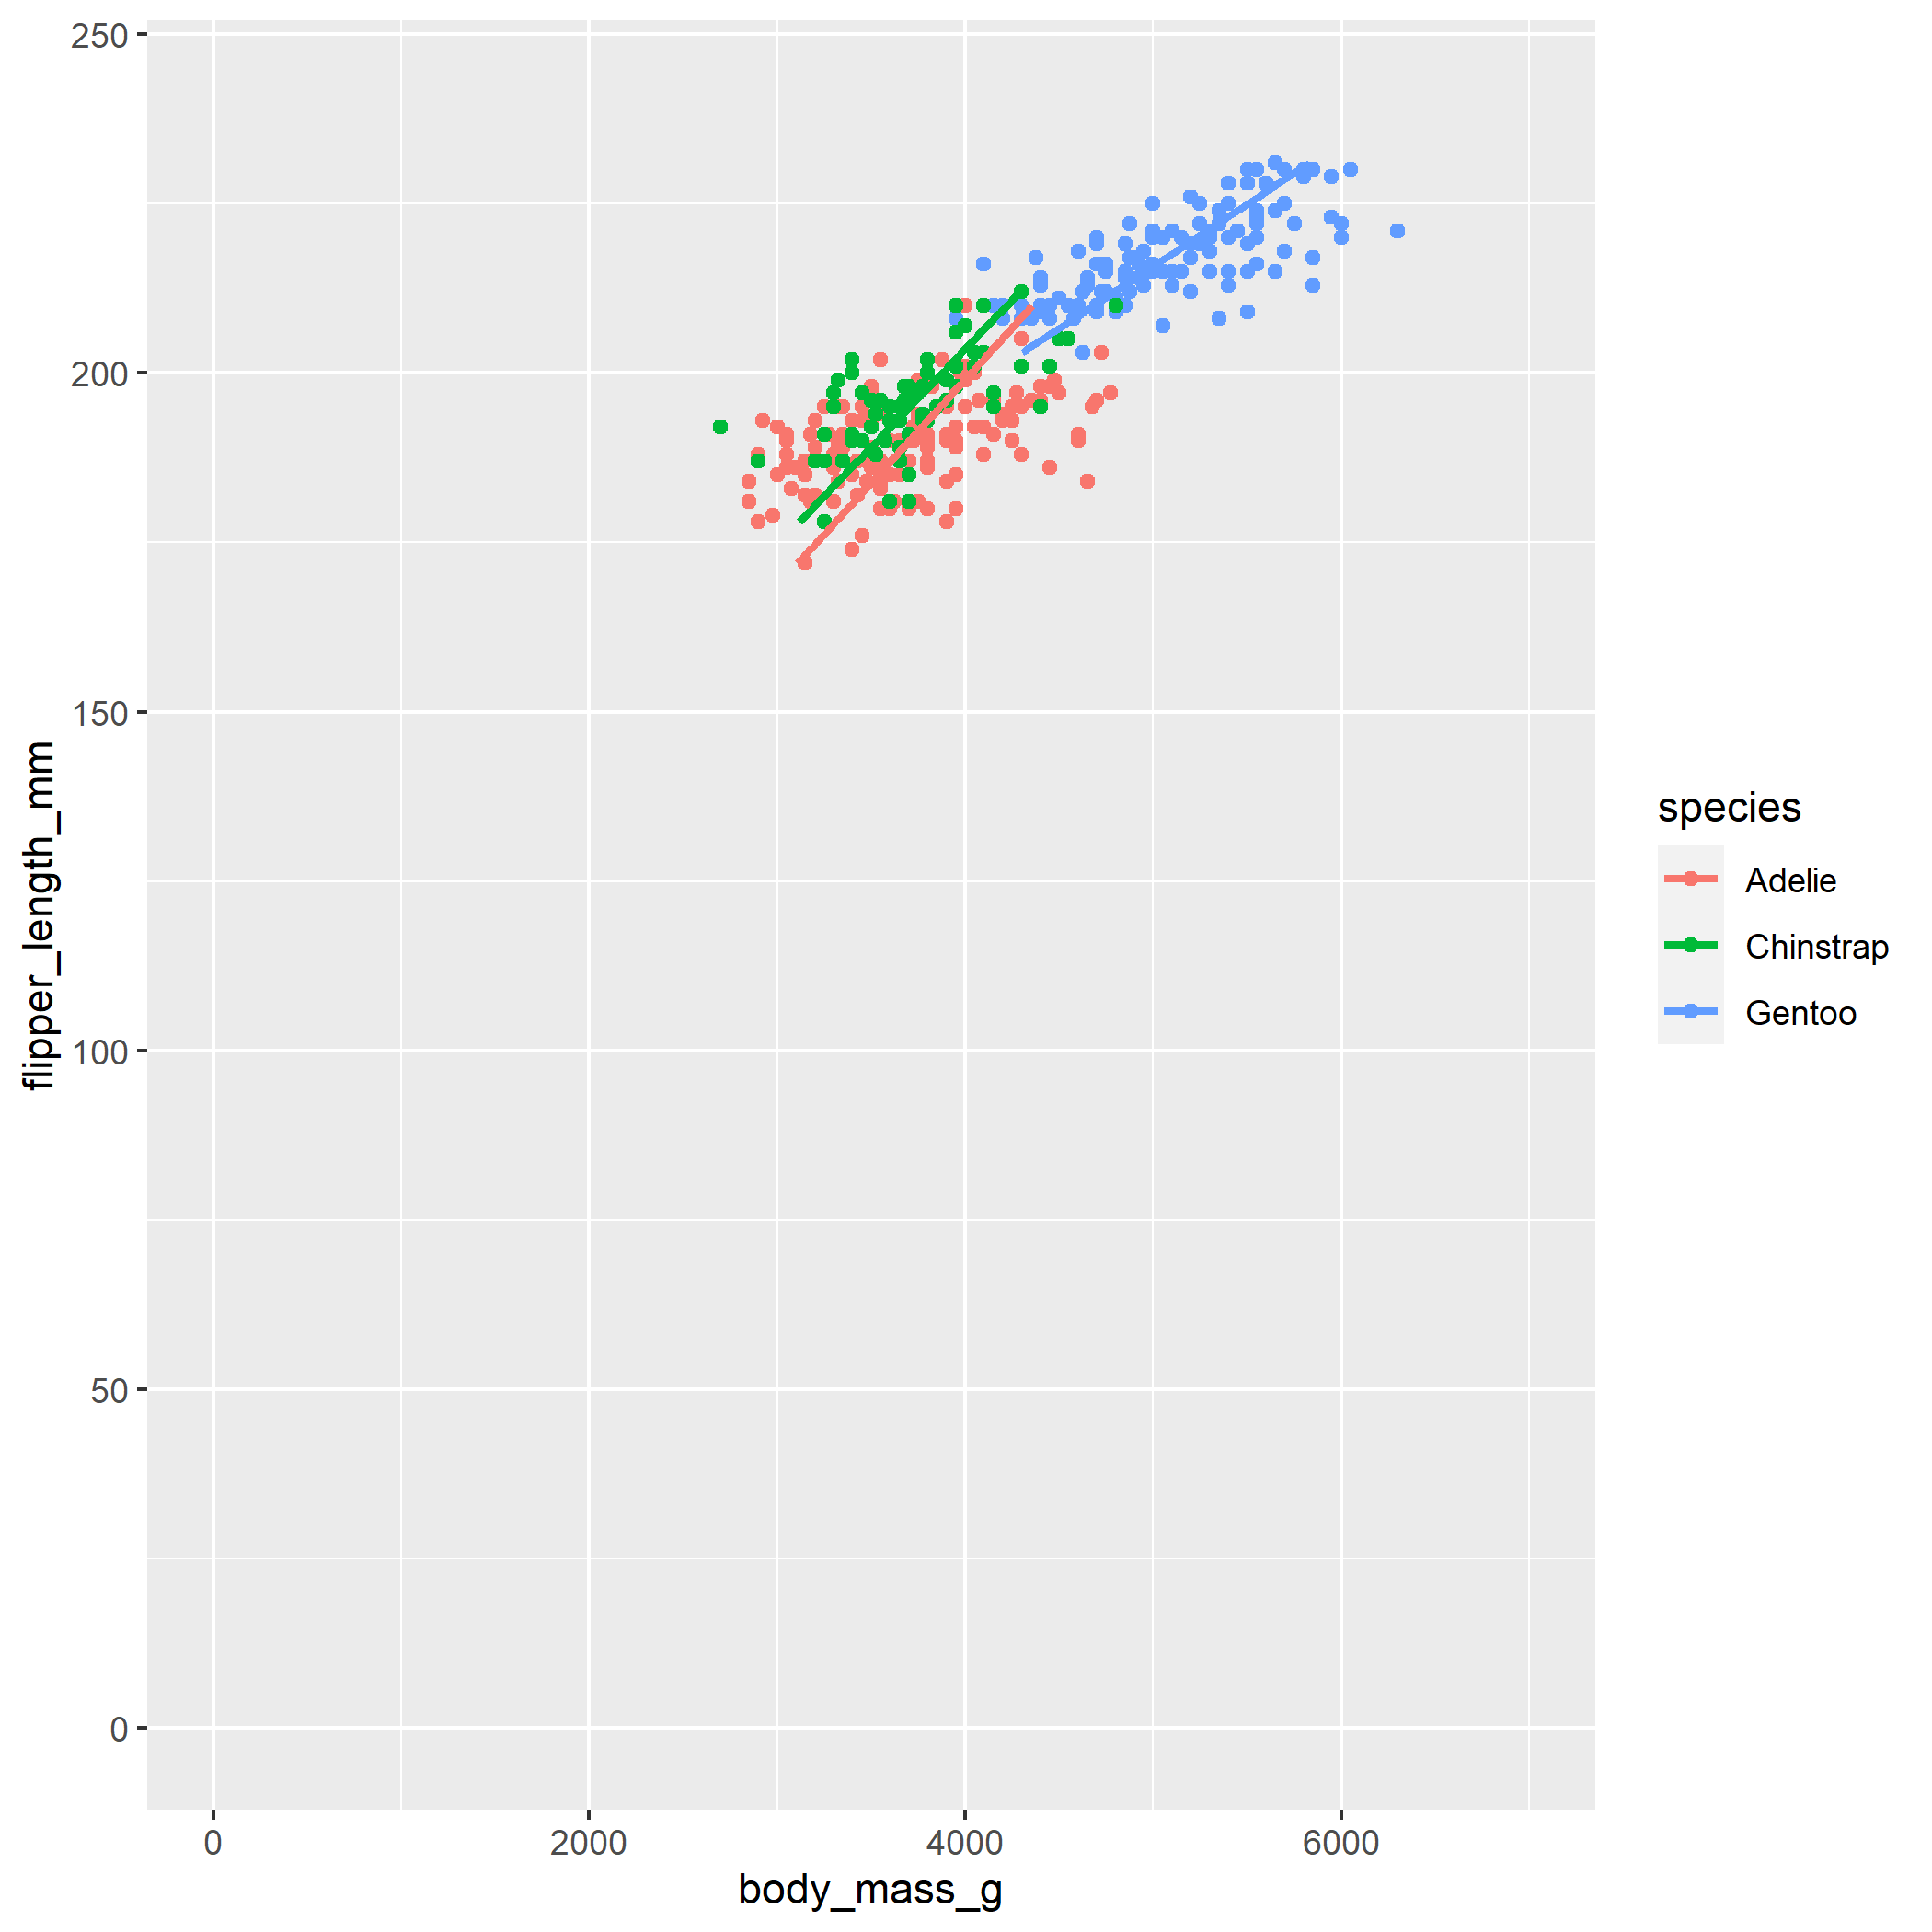 250
200
150
100
50
0
flipper_length_mm
0 2000 4000 6000
body_mass_g
species
Adelie
Chinstrap
Gentoo